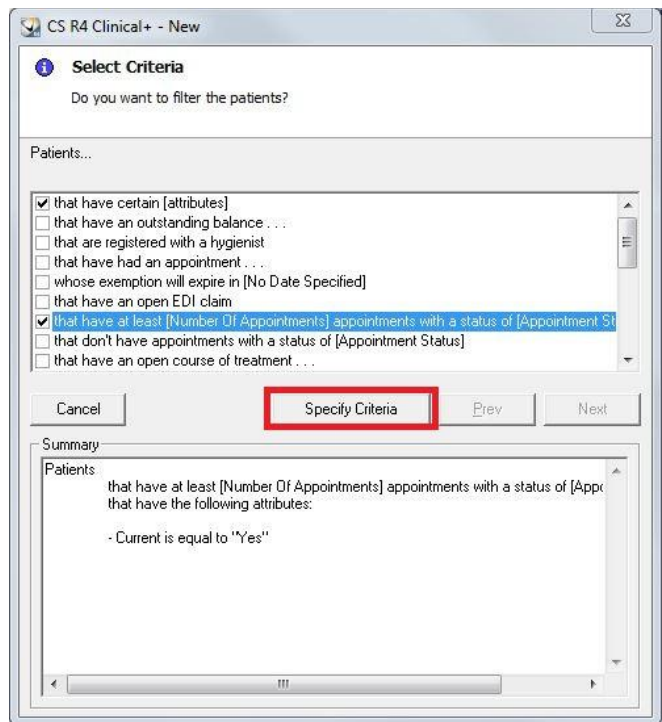 CS R4 Clinical+ - New
Select Criteria
Do you want to filter the patients?
Patients...
that have certain [attributes]
that have an outstanding balance . . .
that are registered with a hygienist
that have had an appointment . . .
whose exemption will expire in [No Date Specified]
that have an open EDI claim
that have at least [Number Of Appointments] appointments with a status of [Appointment St
that don't have appointments with a status of [Appointment Status]
that have an open course of treatment . . .
Cancel Specify Criteria Prev Next
Summary
Patients
that have at least [Number Of Appointments] appointments with a status of [Appo
that have the following attributes:
- Current is equal to "Yes"